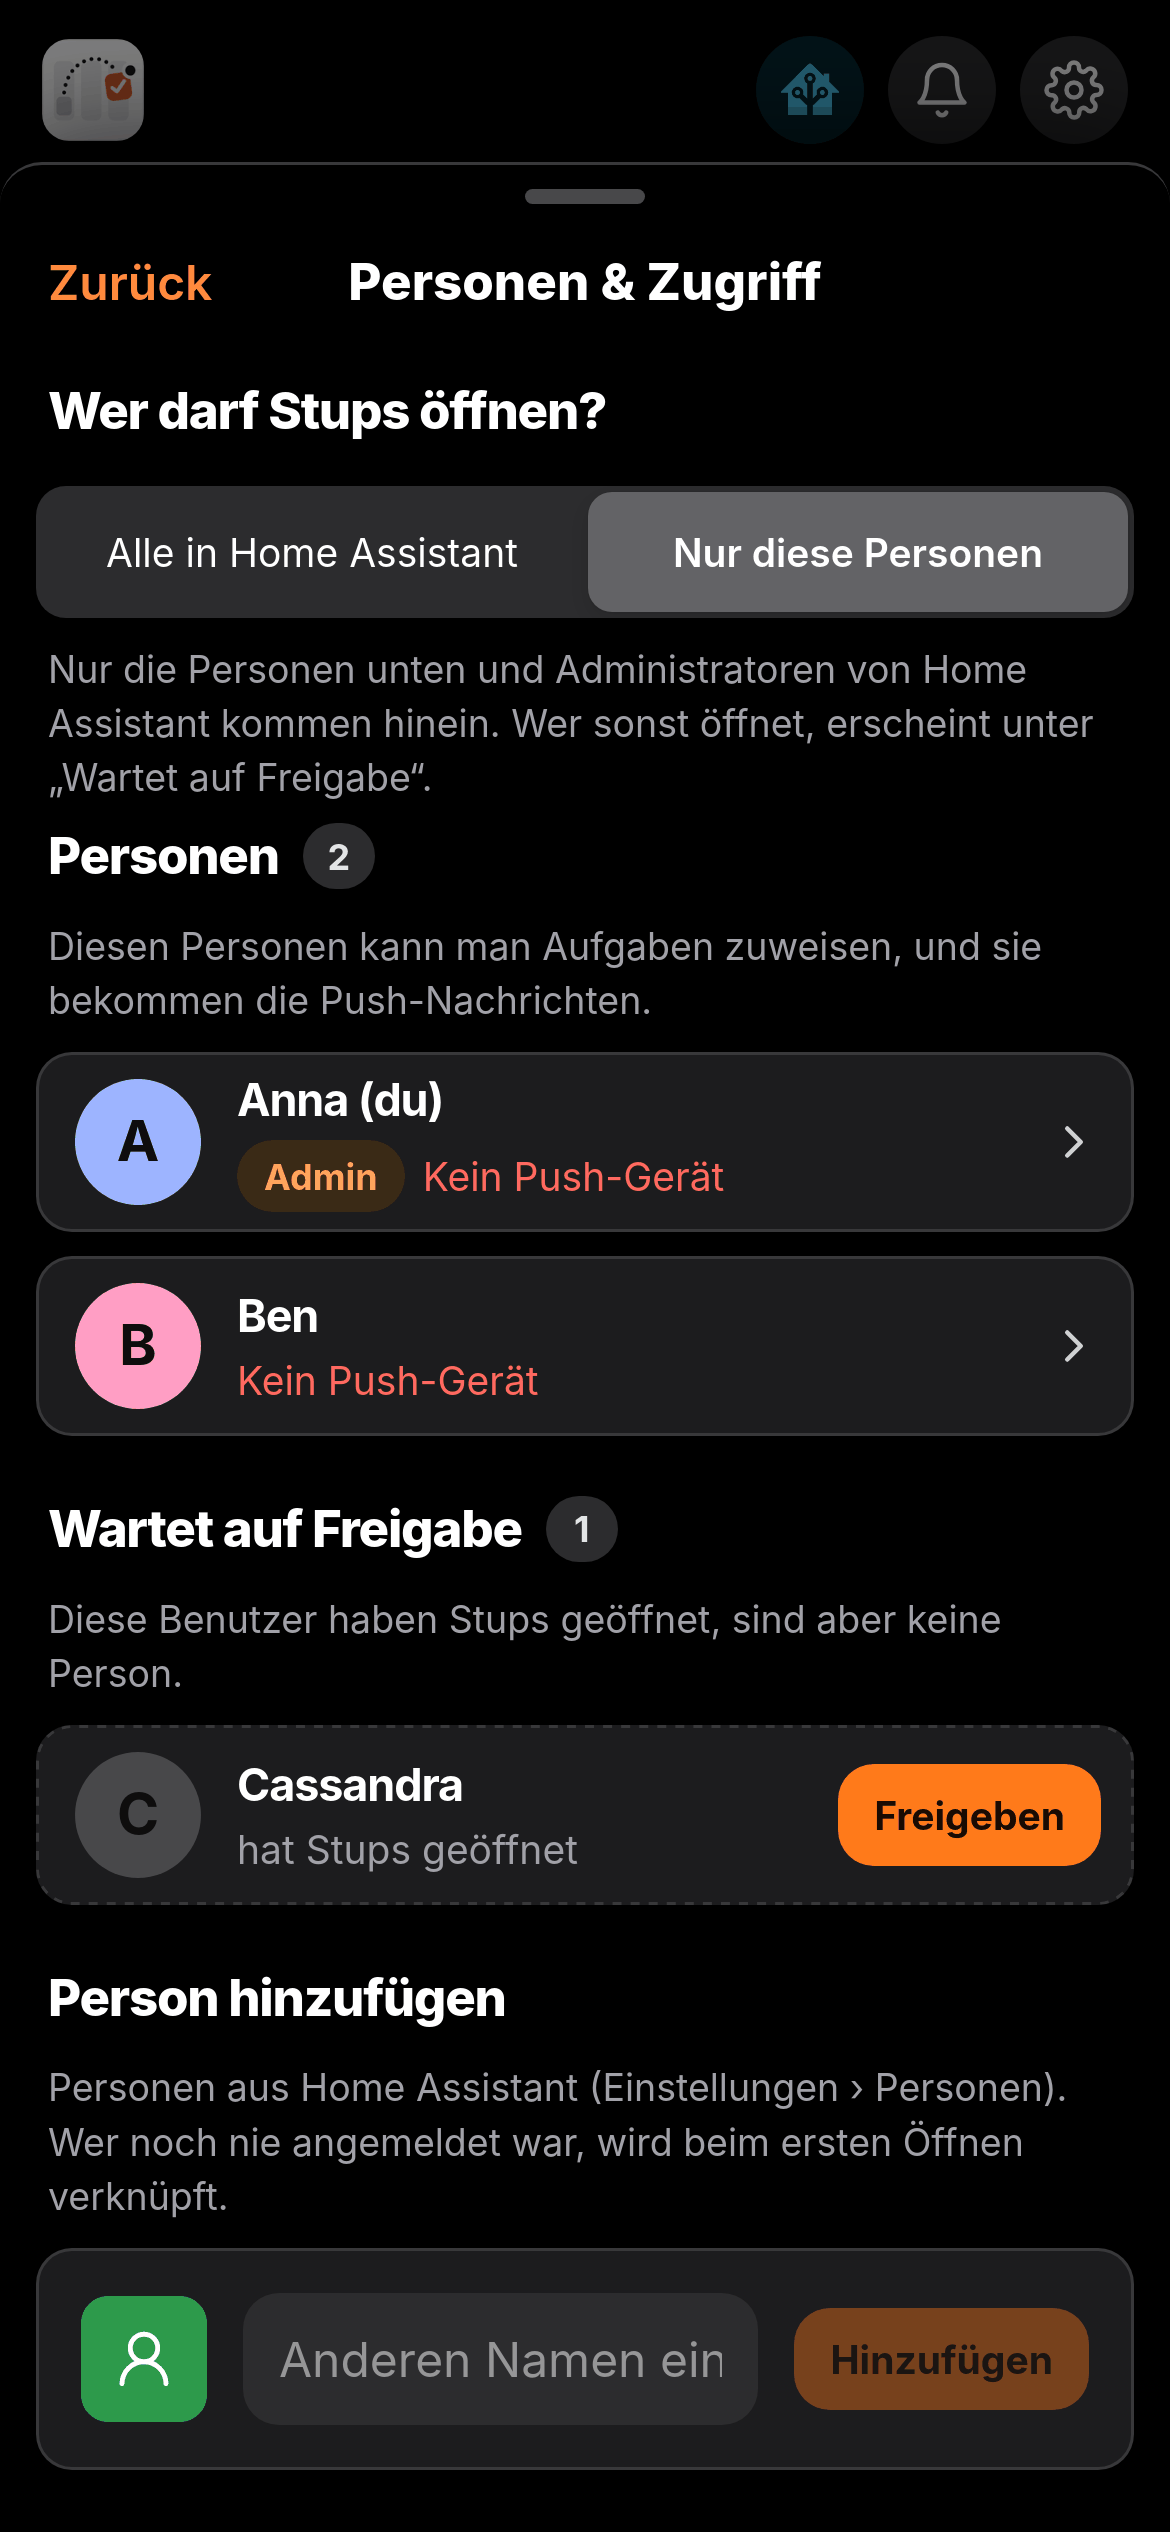 Zurück
Personen & Zugriff
Wer darf Stups öffnen?
Alle in Home Assistant
Nur diese Personen
Nur die Personen unten und Administratoren von Home
Assistant kommen hinein. Wer sonst öffnet, erscheint unter
„Wartet auf Freigabe“.
Personen 2
Diesen Personen kann man Aufgaben zuweisen, und sie
bekommen die Push-Nachrichten.
A
Anna (du)
Admin Kein Push-Gerät
B
Ben
Kein Push-Gerät
Wartet auf Freigabe 1
Diese Benutzer haben Stups geöffnet, sind aber keine
Person.
C
Cassandra
hat Stups geöffnet
Freigeben
Person hinzufügen
Personen aus Home Assistant (Einstellungen › Personen).
Wer noch nie angemeldet war, wird beim ersten Öffnen
verknüpft.
Anderen Namen ein
Hinzufügen